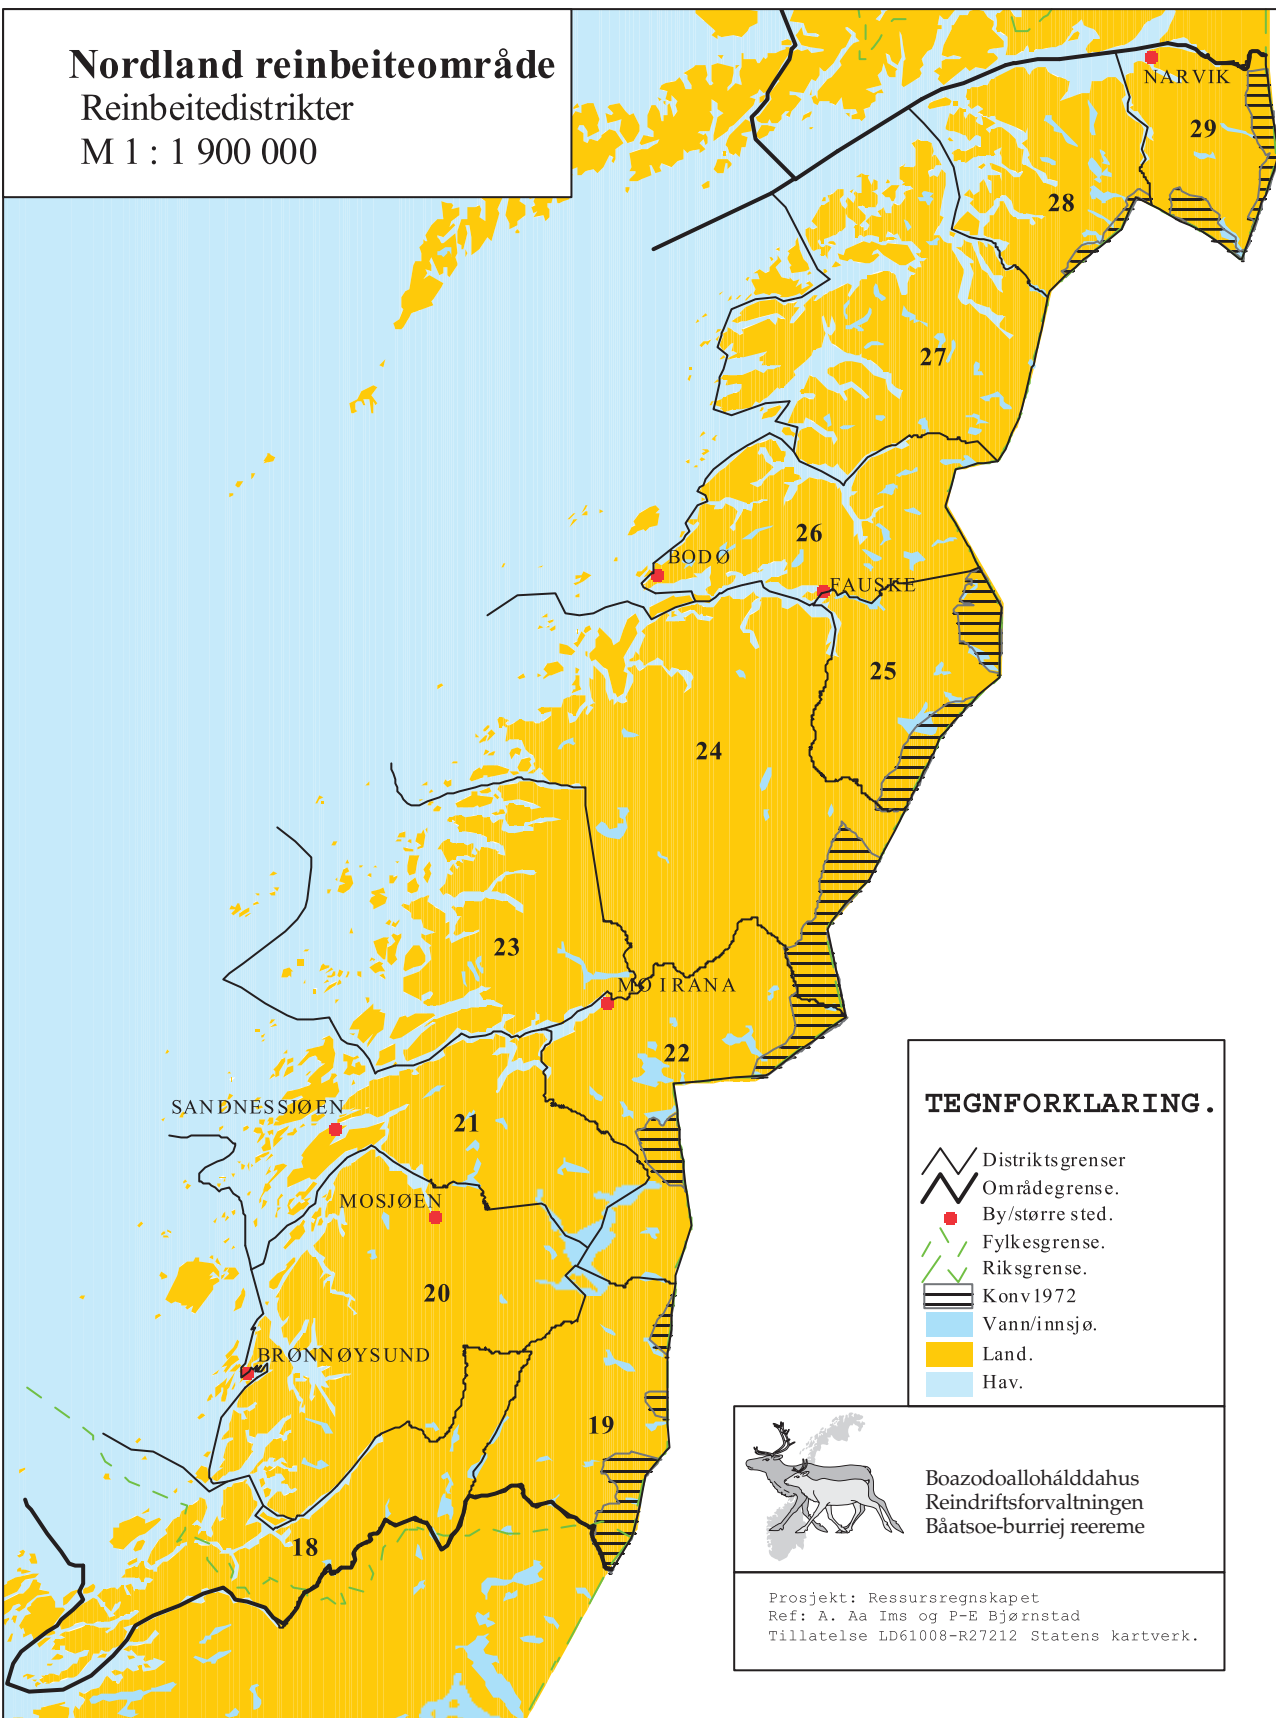 Nordland reinbeiteområde
Reinbeitedistrikter
M 1 : 1 900 000
NARVIK
29
28
27
26
BODØ
FAUSKE
25
24
23
MO I RANA
22
SANDNESSJØEN
21
MOSJØEN
20
BRØNNØYSUND
19
18
TEGNFORKLARING.
Distriktsgrenser
Områdegrense.
By/større sted.
Fylkesgrense.
Riksgrense.
Konv1972
Vann/innsjø.
Land.
Hav.
Boazodoallohálddahus
Reindriftsforvaltningen
Båatsoe-burriej reereme
Prosjekt: Ressursregnskapet
Ref: A. Aa Ims og P-E Bjørnstad
Tillatelse LD61008-R27212 Statens kartverk.